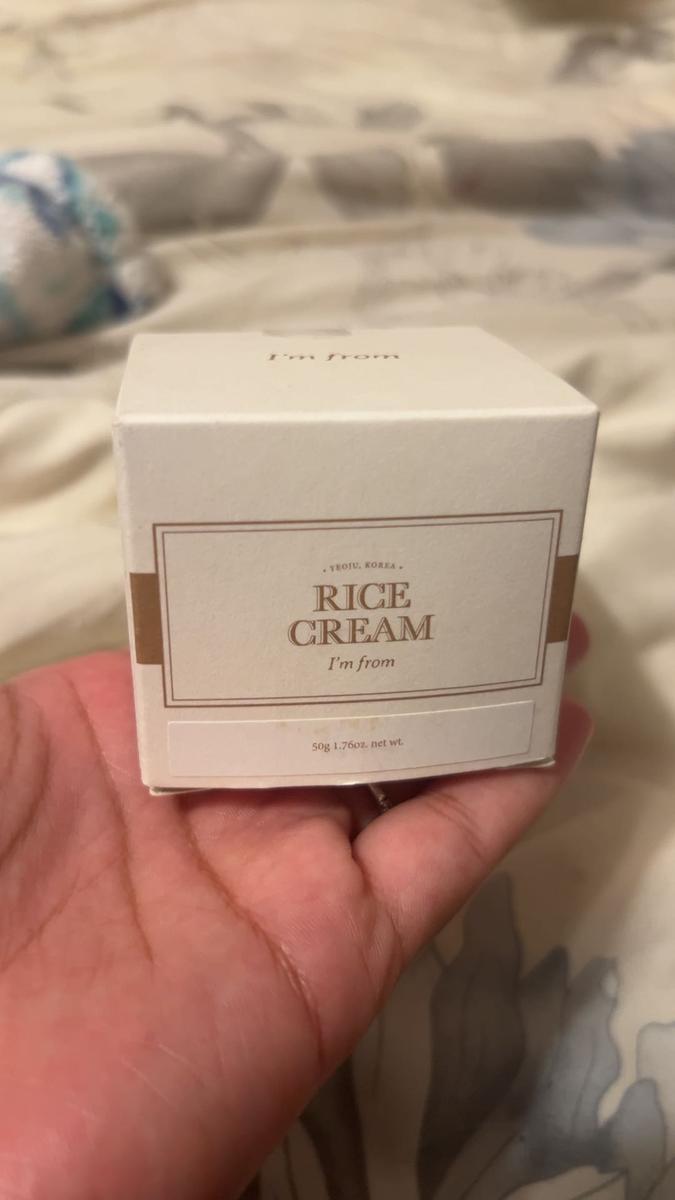 I'm from
• YEOJU, KOREA •
RICE
CREAM
I'm from
50g 1.76oz. net wt.